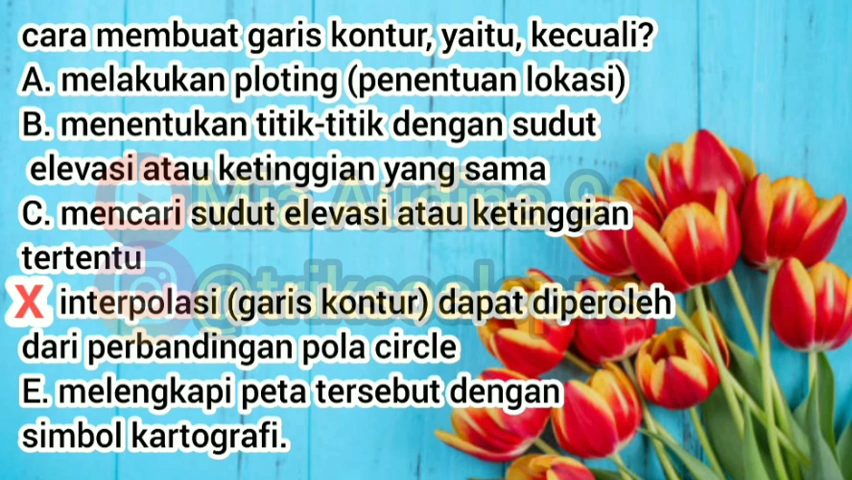 cara membuat garis kontur, yaitu, kecuali?
A. melakukan ploting (penentuan lokasi)
B. menentukan titik-titik dengan sudut
elevasi atau ketinggian yang sama
C. mencari sudut elevasi atau ketinggian
tertentu
X interpolasi (garis kontur) dapat diperoleh
dari perbandingan pola circle
E. melengkapi peta tersebut dengan
simbol kartografi.